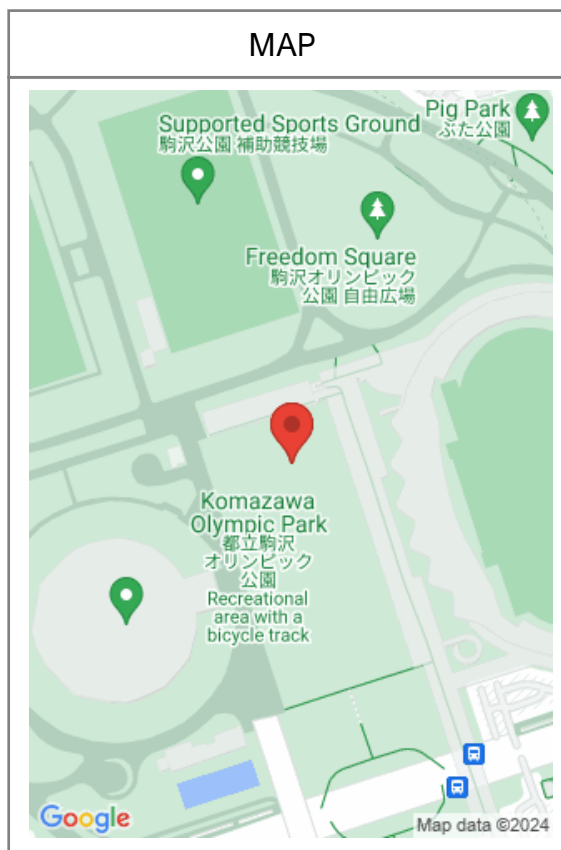 MAP
Pig Park
ぶた公園
Supported Sports Ground
駒沢公園 補助競技場
Freedom Square
駒沢オリンピック
公園 自由広場
Komazawa
Olympic Park
都立駒沢
オリンピック
公園
Recreational
area with a
bicycle track
Google
Map data ©2024